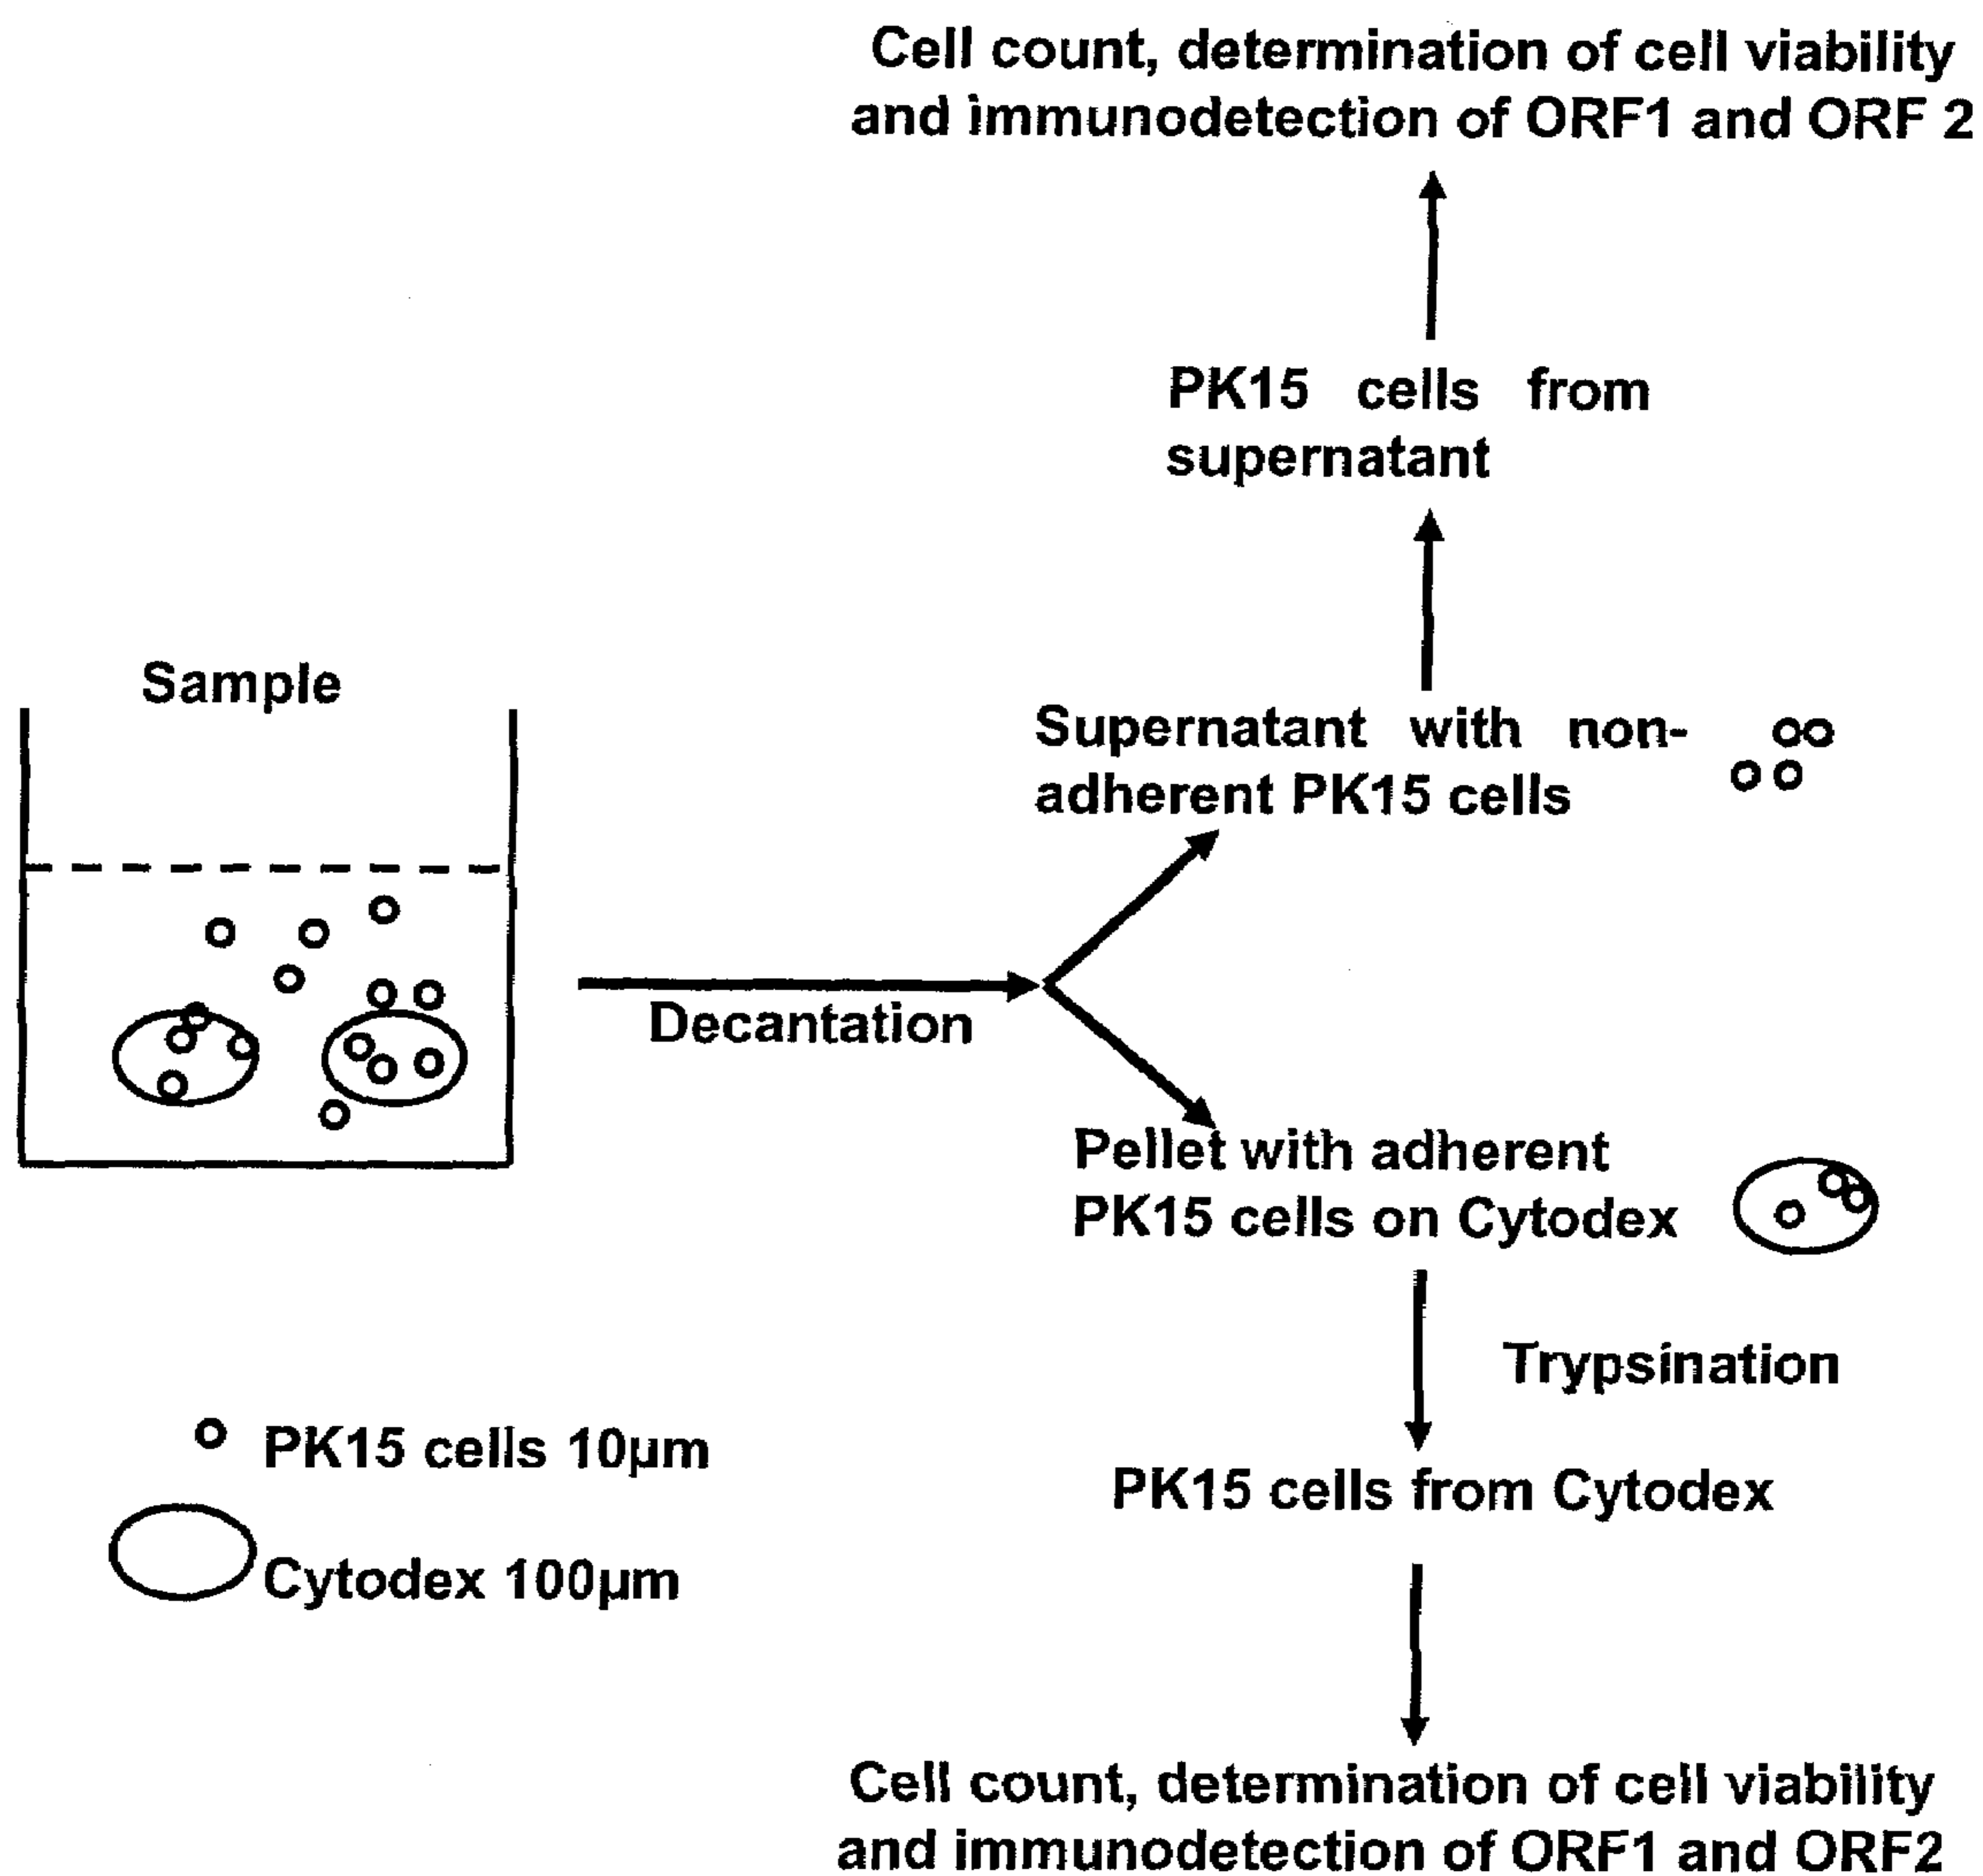 Cell count, determination of cell viability
and immunodetection of ORF1 and ORF 2
PK15 cells from
supernatant
Sample
Supernatant with non-
adherent PK15 cells
Decantation
Pellet with adherent
PK15 cells on Cytodex
Trypsination
PK15 cells 10µm
PK15 cells from Cytodex
Cytodex 100µm
Cell count, determination of cell viability
and immunodetection of ORF1 and ORF2